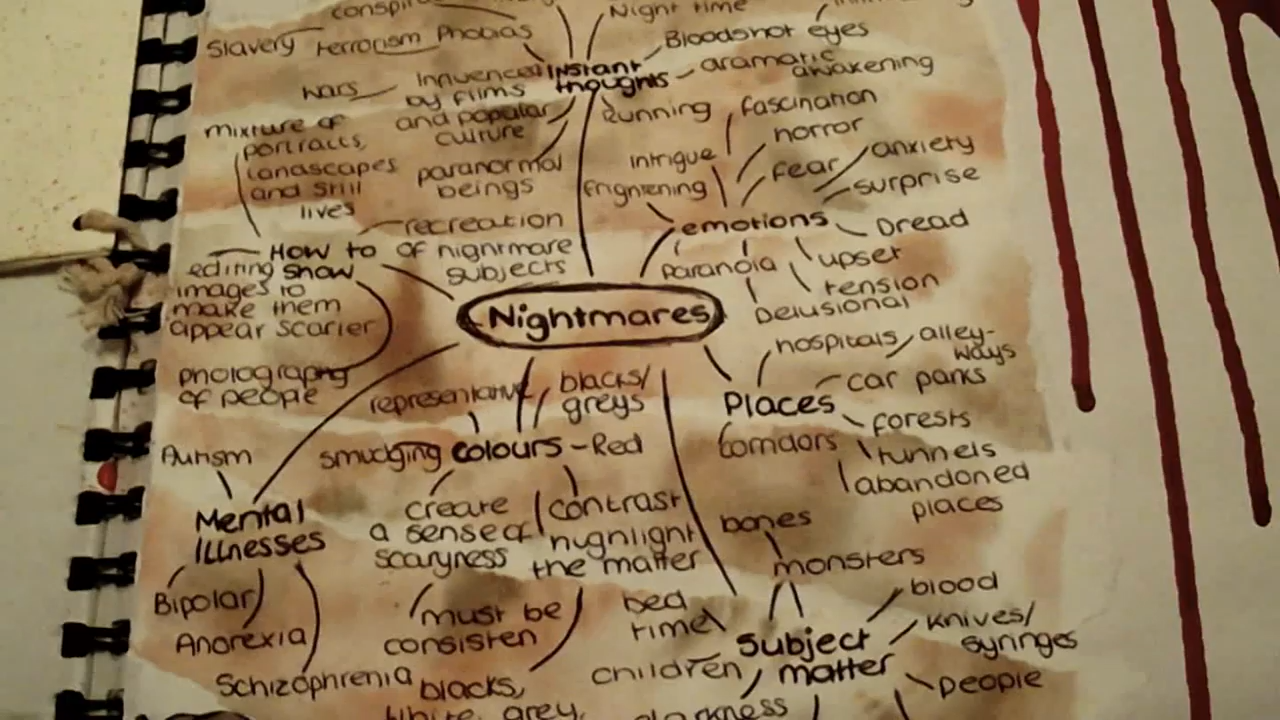 Night time
Slavery terrorism Phobias
Bloodshot eyes
Instant
thoughts
dramatic
awakening
wars
influenced
by films
and popular
culture
Running
paranormal
beings
mixture of
portraits,
landscapes
and still
lives
recreation
of nightmare
subjects
How to
show
editing
images to
make them
appear scarier
photography
of people
fascination
horror
intrigue
fear
anxiety
frightening
surprise
emotions
Dread
paranoia
upset
tension
Delusional
Nightmares
hospitals, alley-
ways
car parks
Places
forests
corridors
tunnels
abandoned
places
representative
blacks/
greys
smudging colours - Red
create
a sense of
scaryness
contrast
highlight
the matter
must be
consisten
blacks,
white, grey,
Autism
Mental
Illnesses
Bipolar
Anorexia
Schizophrenia
bones
monsters
bed
time
blood
knives/
syringes
Subject
matter
children
people
darkness